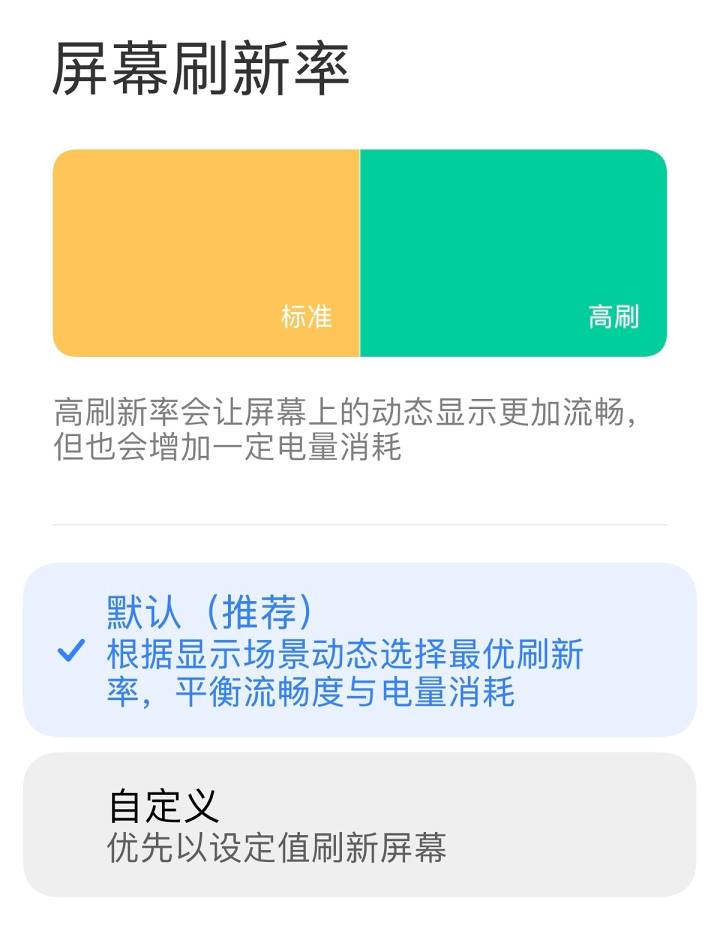 屏幕刷新率
标准
高刷
高刷新率会让屏幕上的动态显示更加流畅，
但也会增加一定电量消耗
默认（推荐）
根据显示场景动态选择最优刷新
率，平衡流畅度与电量消耗
自定义
优先以设定值刷新屏幕